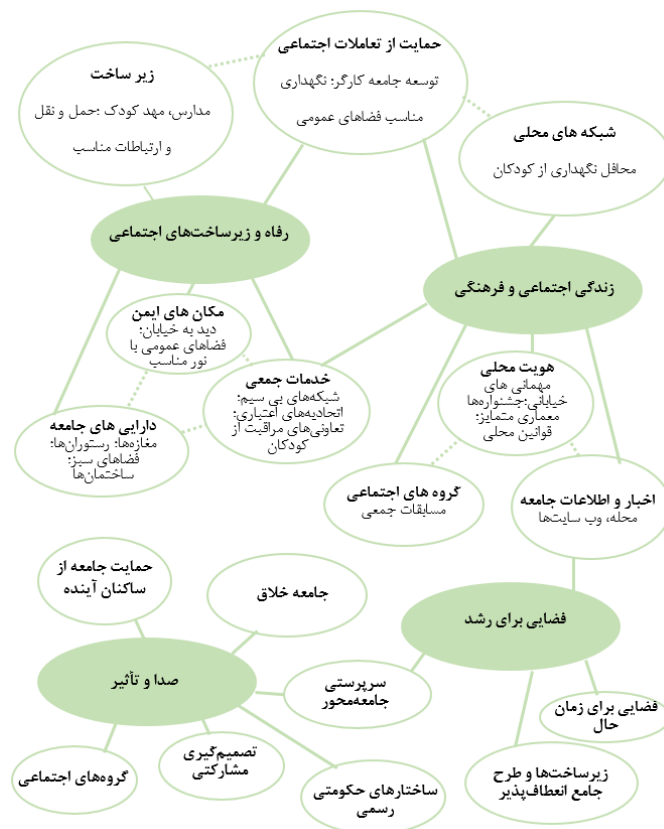 حمایت از تعاملات اجتماعی
توسعه جامعه کارگر؛ نگهداری
مناسب فضاهای عمومی
زیر ساخت
مدارس، مهد کودک ؛حمل و نقل
و ارتباطات مناسب
شبکه های محلی
محافل نگهداری از کودکان
رفاه و زیرساخت‌های اجتماعی
زندگی اجتماعی و فرهنگی
مکان های ایمن
دید به خیابان؛
فضاهای عمومی با
نور مناسب
خدمات جمعی
شبکه‌های بی سیم؛
اتحادیه‌های اعتباری؛
تعاونی‌های مراقبت از
کودکان
هویت محلی
مهمانی های
خیابانی؛جشنواره‌ها
معماری متمایز؛
قوانین محلی
دارایی های جامعه
مغازه‌ها؛ رستوران‌ها؛
فضاهای سبز؛
ساختمان‌ها
گروه های اجتماعی
مسابقات جمعی
اخبار و اطلاعات جامعه
محله، وب سایت‌ها
حمایت جامعه از
ساکنان آینده
جامعه خلاق
فضایی برای رشد
صدا و تأثیر
سرپرستی
جامعه‌محور
فضایی برای زمان
حال
گروه‌های اجتماعی
تصمیم‌گیری
مشارکتی
ساختارهای حکومتی
رسمی
زیرساخت‌ها و طرح
جامع انعطاف‌پذیر